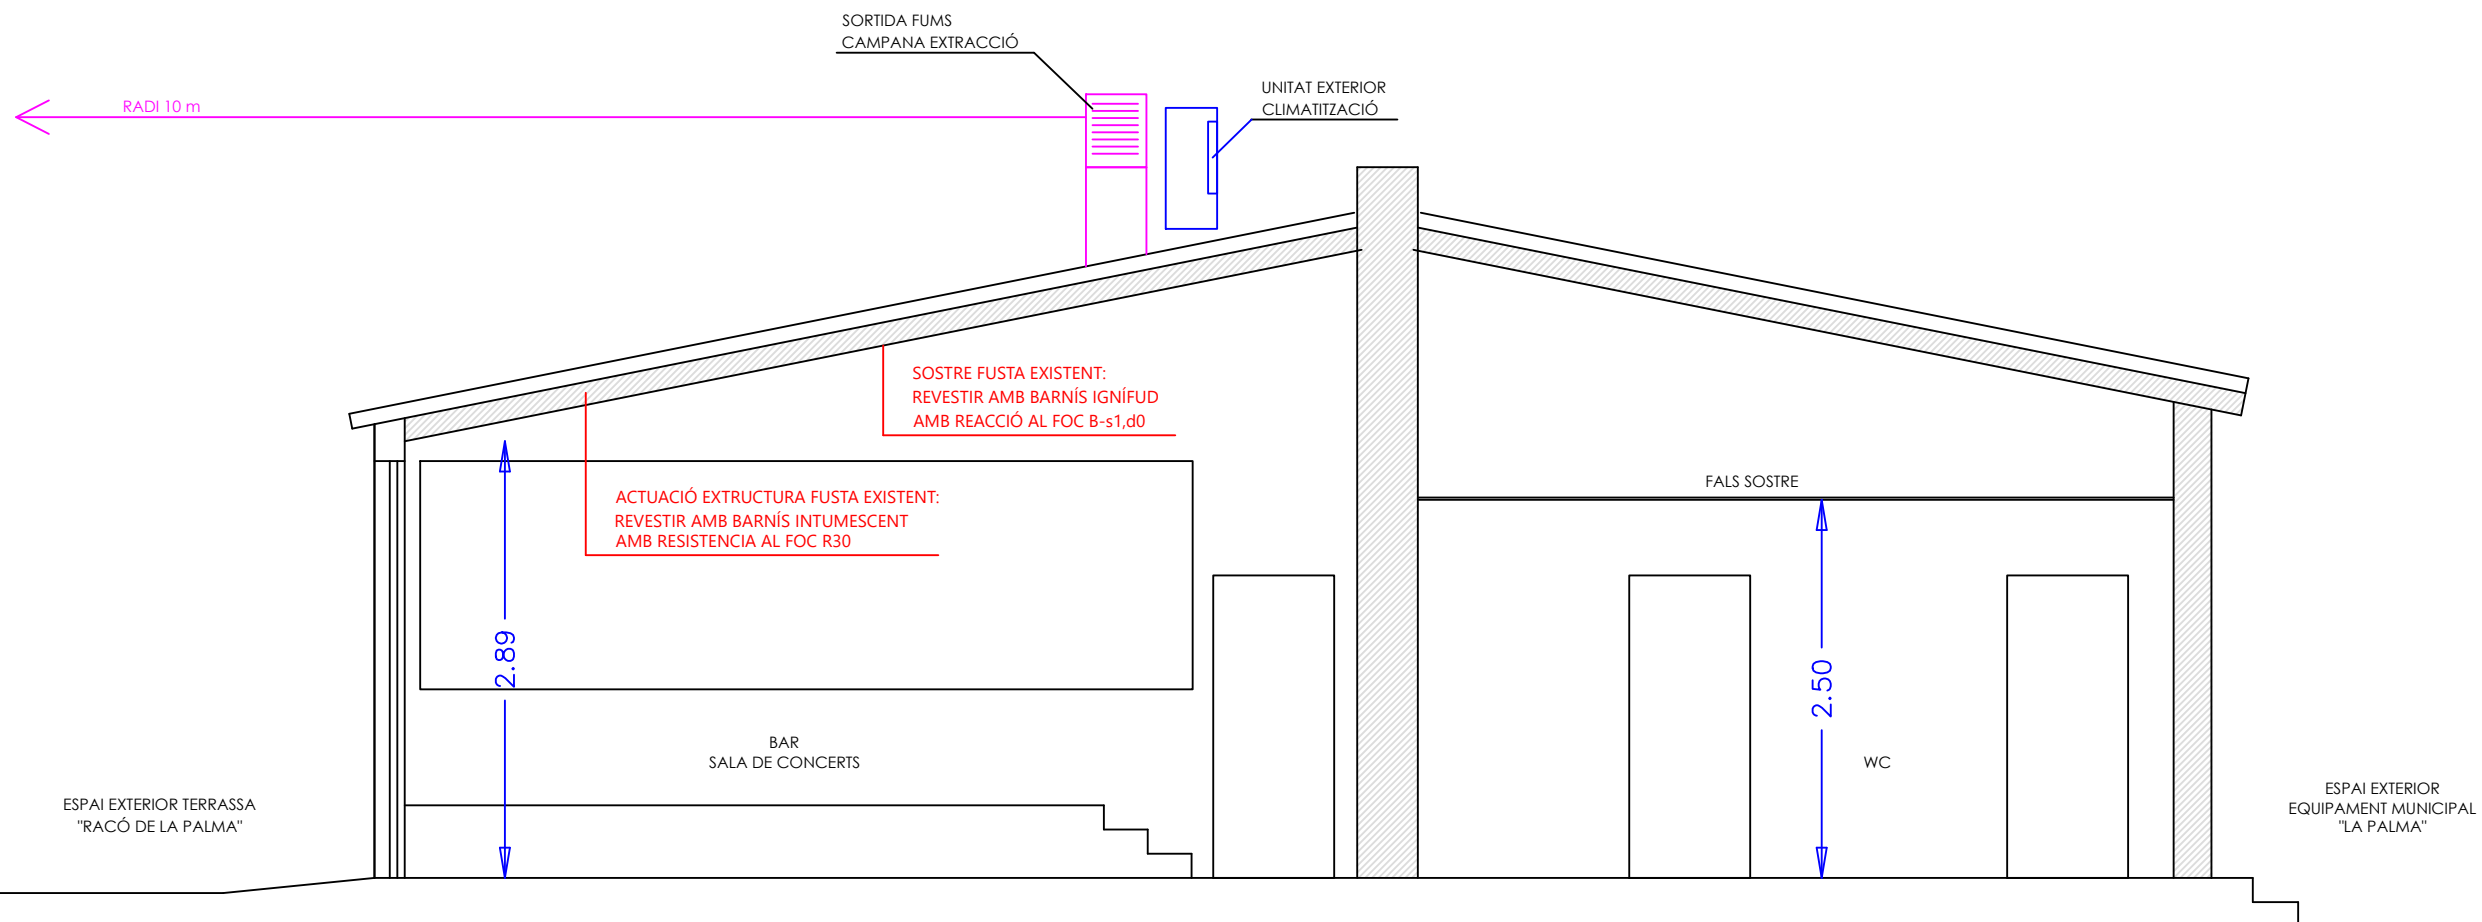 SORTIDA FUMS
CAMPANA EXTRACCIÓ
UNITAT EXTERIOR
CLIMATITZACIÓ
RADI 10 m
SOSTRE FUSTA EXISTENT:
REVESTIR AMB BARNÍS IGNÍFUD
AMB REACCIÓ AL FOC B-s1,d0
ACTUACIÓ EXTRUCTURA FUSTA EXISTENT:
REVESTIR AMB BARNÍS INTUMESCENT
AMB RESISTENCIA AL FOC R30
FALS SOSTRE
2.89
2.50
BAR
SALA DE CONCERTS
WC
ESPAI EXTERIOR TERRASSA
"RACÓ DE LA PALMA"
ESPAI EXTERIOR
EQUIPAMENT MUNICIPAL
"LA PALMA"